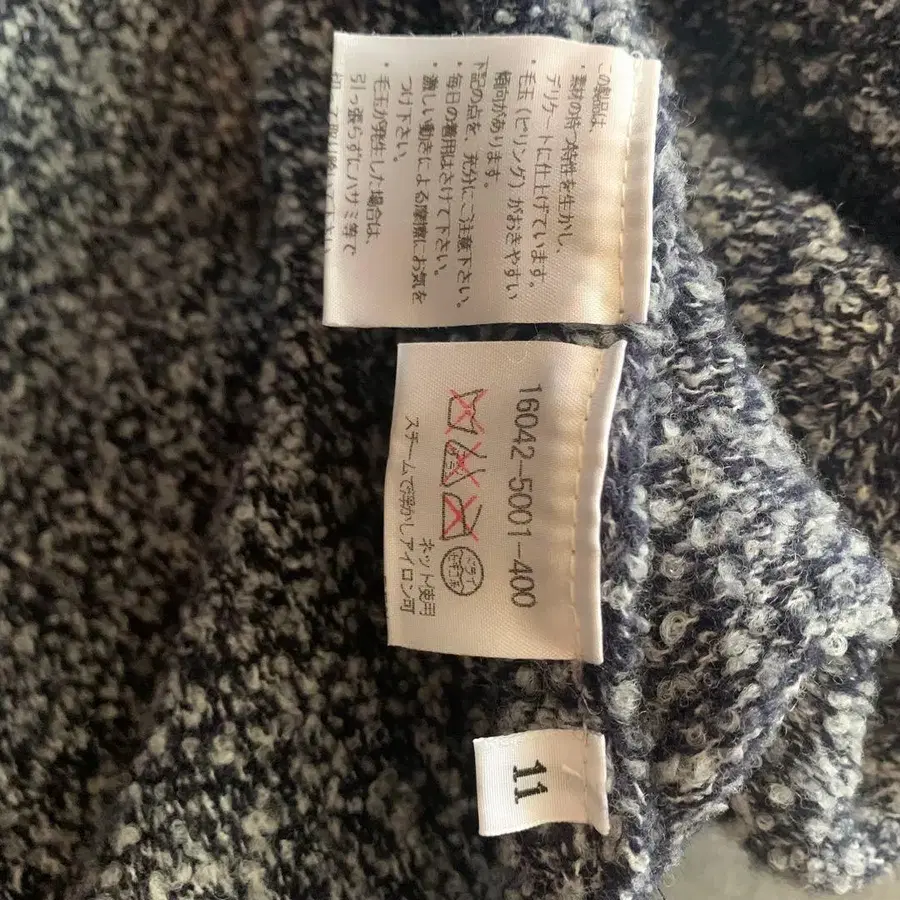 この製品は、
・素材の持つ特性を生かし、
デリケートに仕上げています。
・毛玉(ピリング)がおきやすい
傾向があります。
下記の点を、充分にご注意下さい。
・毎日の着用はさけて下さい。
・激しい動きによる摩擦にお気を
つけ下さい。
・毛玉が発生した場合は、
引っ張らずにハサミ等で
16042-5001-400
ドライ
ネット使用
スチームで浮かしアイロン可
11